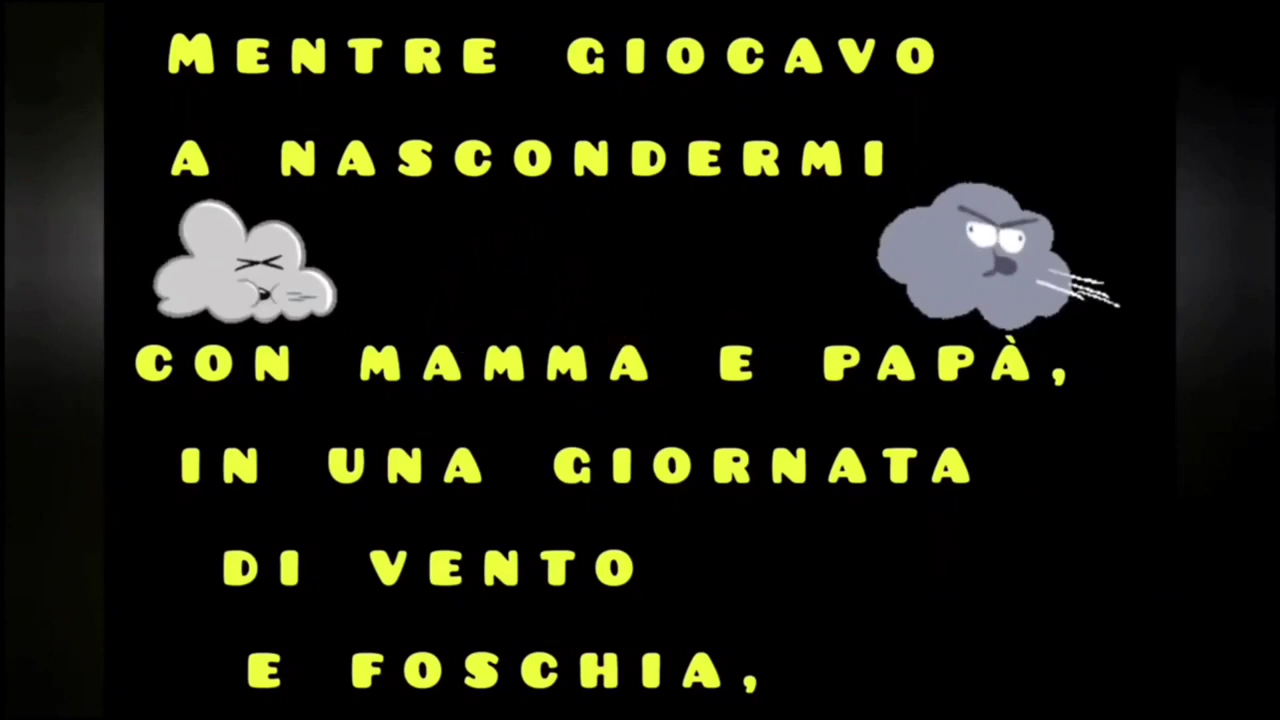 Mentre giocavo
a nascondermi
con mamma e papà,
in una giornata
di vento
e foschia,